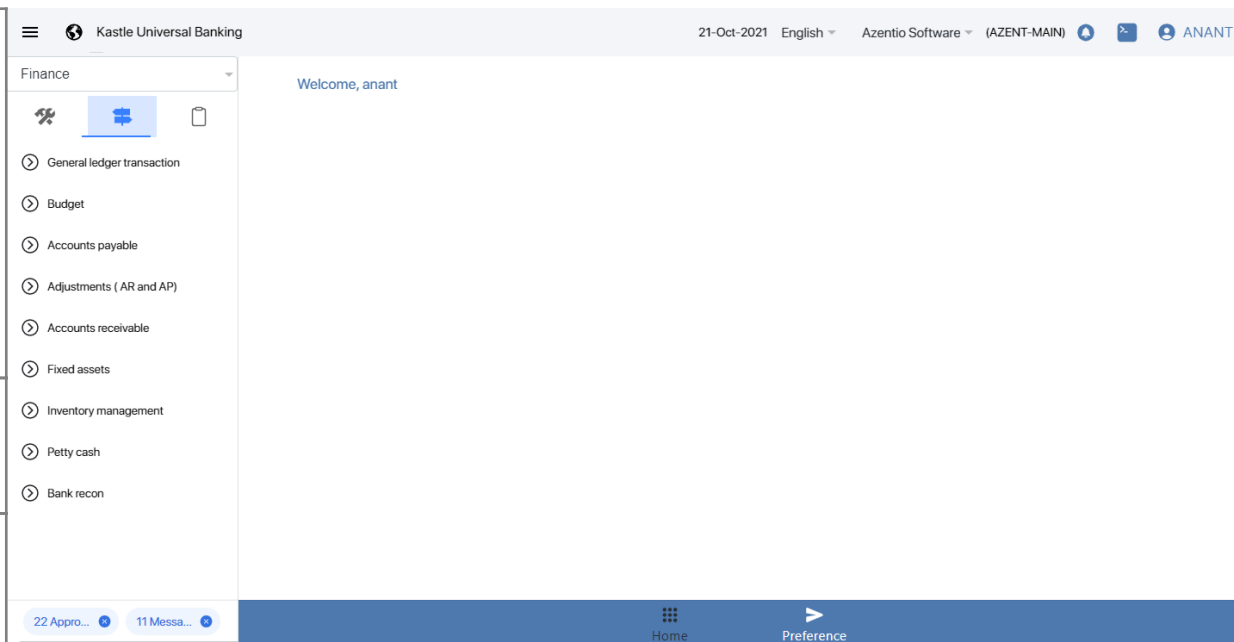 Kastle Universal Banking
21-Oct-2021 English Azentio Software (AZENT-MAIN) ANANT
Finance
Welcome, anant
General ledger transaction
Budget
Accounts payable
Adjustments ( AR and AP)
Accounts receivable
Fixed assets
Inventory management
Petty cash
Bank recon
22 Appro... 11 Messa...
Home Preference